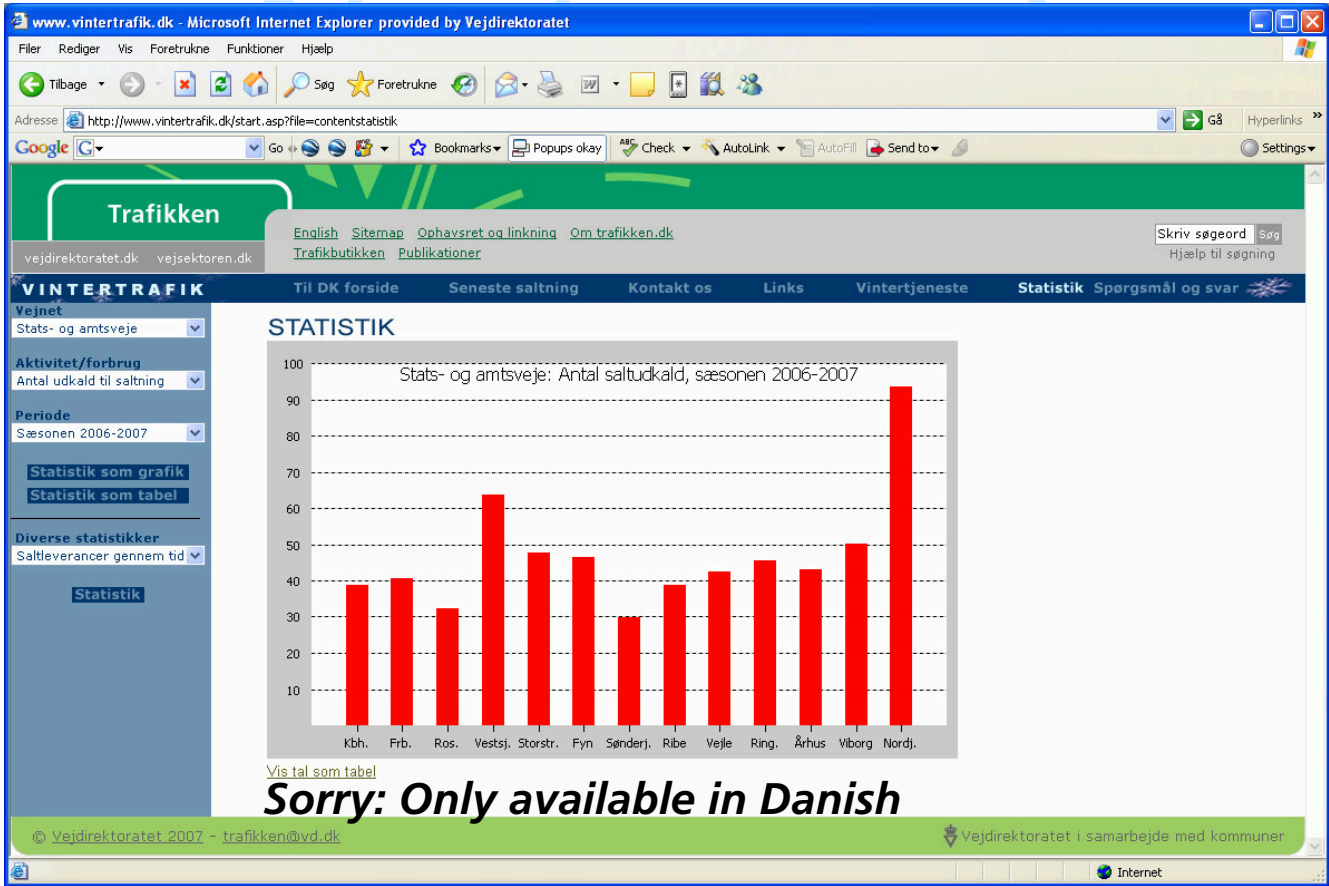 www.vintertrafik.dk - Microsoft Internet Explorer provided by Vejdirektoratet
Filer Rediger Vis Foretrukne Funktioner Hjælp
Tilbage Søg Foretrukne
Adresse http://www.vintertrafik.dk/start.asp?file=contentstatistik Gå Hyperlinks »
Google G Go Bookmarks Popups okay ABC Check AutoLink AutoFill Send to Settings
Trafikken
English Sitemap Ophavsret og linkning Om trafikken.dk
Skriv søgeord Søg
vejdirektoratet.dk vejsektoren.dk
Trafikbutikken Publikationer
Hjælp til søgning
VINTERTRAFIK Til DK forside Seneste saltning Kontakt os Links Vintertjeneste Statistik Spørgsmål og svar
Vejnet
Stats- og amtsveje
Aktivitet/forbrug
Antal udkald til saltning
Periode
Sæsonen 2006-2007
Statistik som grafik
Statistik som tabel
Diverse statistikker
Saltleverancer gennem tid
Statistik
STATISTIK
Stats- og amtsveje: Antal saltudkald, sæsonen 2006-2007
100
90
80
70
60
50
40
30
20
10
Kbh. Frb. Ros. Vestsj. Storstr. Fyn Sønderj. Ribe Vejle Ring. Århus Viborg Nordj.
Vis tal som tabel
Sorry: Only available in Danish
© Vejdirektoratet 2007 - trafikken@vd.dk
Vejdirektoratet i samarbejde med kommuner
Internet